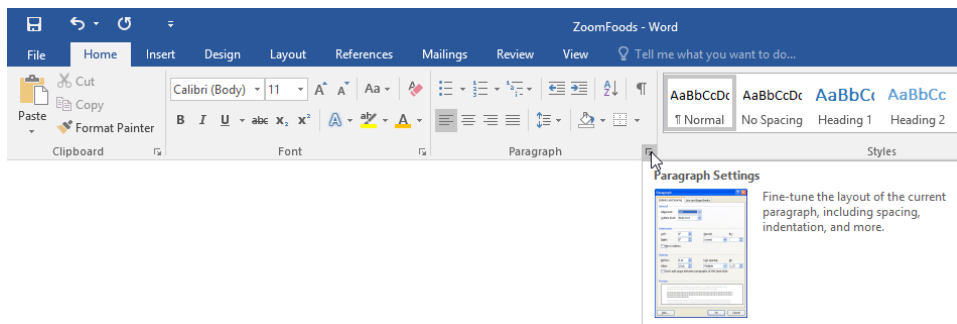 ZoomFoods - Word
File Home Insert Design Layout References Mailings Review View Tell me what you want to do...
Cut
Copy
Paste
Format Painter
Clipboard
Calibri (Body) 11 A A Aa
B I U abc X₂ X² A aby A
Font
Paragraph
AaBbCcDc AaBbCcDc AaBbCc AaBbCc
¶ Normal No Spacing Heading 1 Heading 2
Styles
Paragraph Settings
Fine-tune the layout of the current
paragraph, including spacing,
indentation, and more.